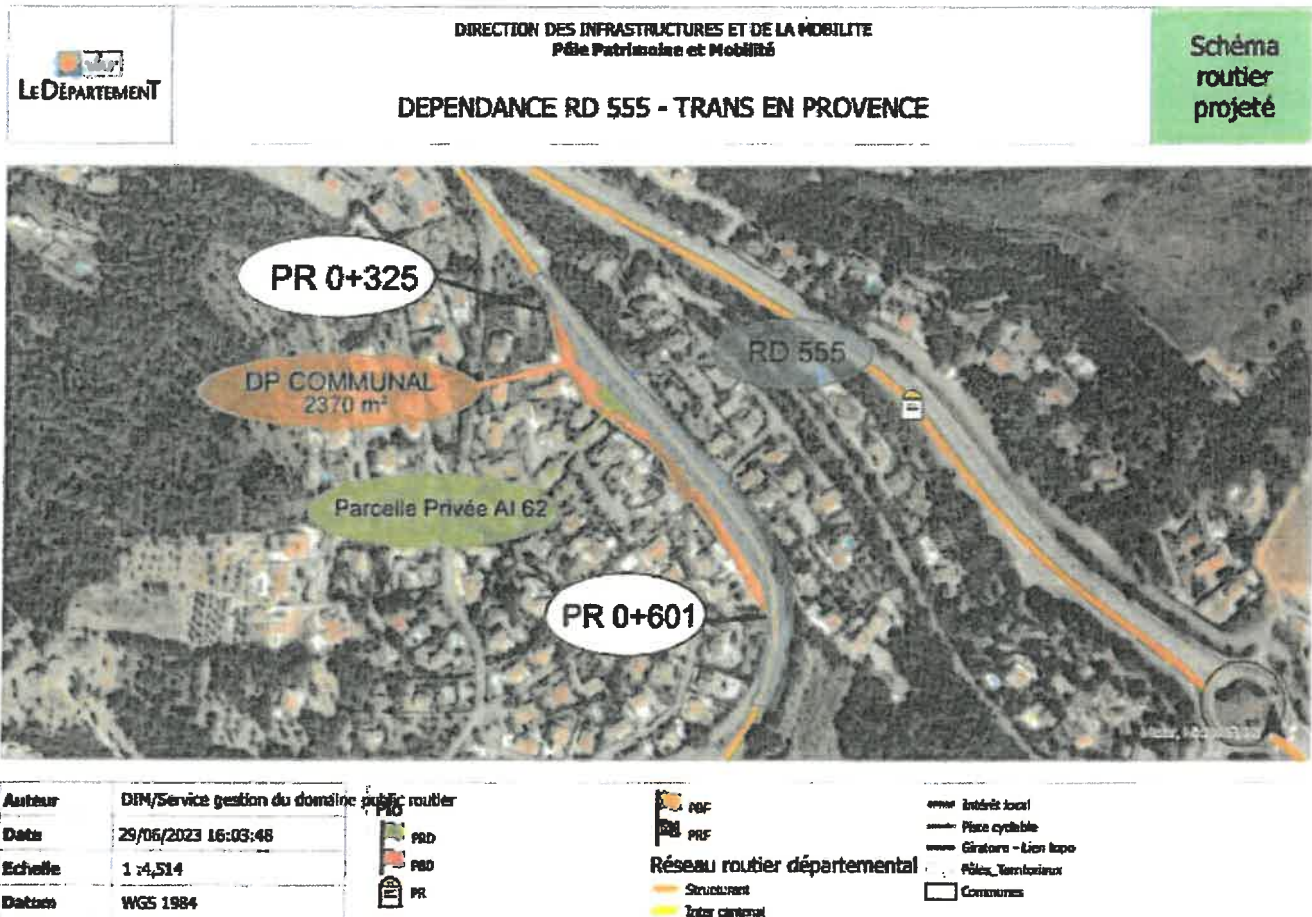 LE DÉPARTEMENT
DIRECTION DES INFRASTRUCTURES ET DE LA MOBILITE
Pôle Patrimoine et Mobilité
DEPENDANCE RD 555 - TRANS EN PROVENCE
Schéma
routier
projeté
PR 0+325
RD 555
DP COMMUNAL
2370 m²
Parcelle Privée AI 62
PR 0+601
Auteur DIM/Service gestion du domaine public routier
Date 29/06/2023 16:03:48
Echelle 1 :4,514
Datum WGS 1984
PRD
PBD
PR
PBF
PRF
Réseau routier départemental
Structurant
Inter cantonal
Intérêt local
Piste cyclable
Giratoire - Lien topo
Pôles_Territoriaux
Communes